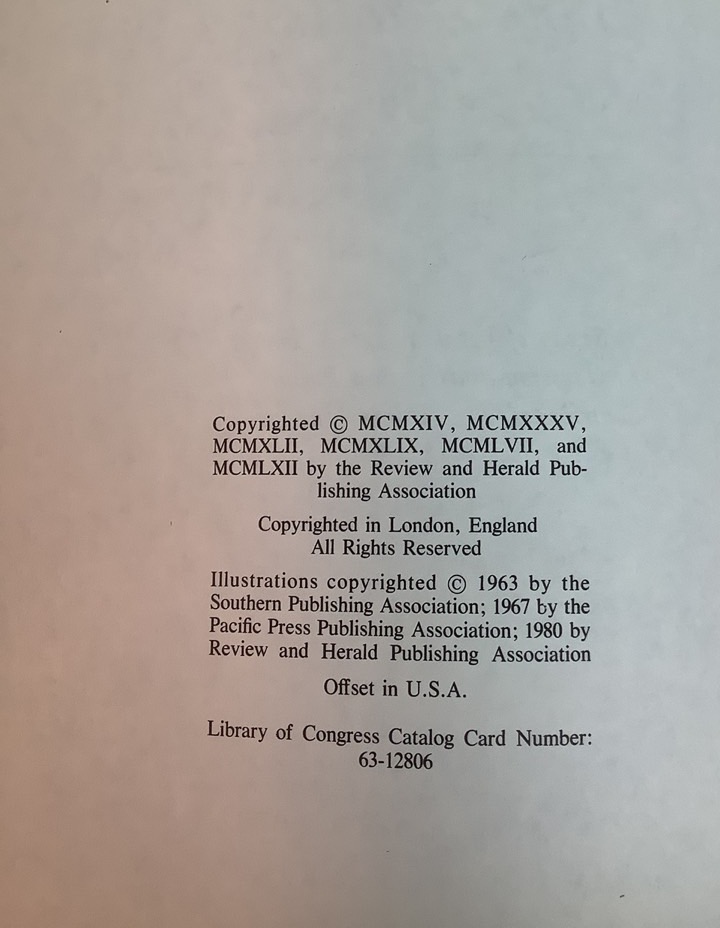 Copyrighted © MCMXIV, MCMXXXV,
MCMXLII, MCMXLIX, MCMLVII, and
MCMLXII by the Review and Herald Pub-
lishing Association
Copyrighted in London, England
All Rights Reserved
Illustrations copyrighted © 1963 by the
Southern Publishing Association; 1967 by the
Pacific Press Publishing Association; 1980 by
Review and Herald Publishing Association
Offset in U.S.A.
Library of Congress Catalog Card Number:
63-12806